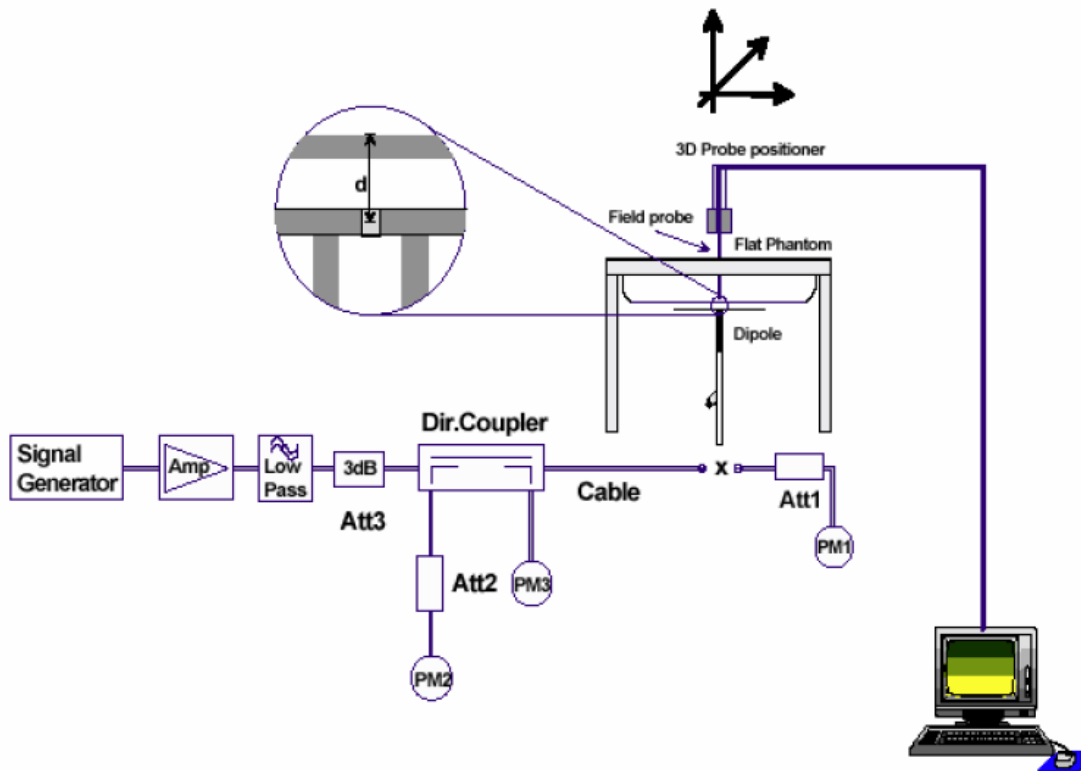 3D Probe positioner
d
Field probe
Flat Phantom
Dipole
Dir.Coupler
Signal
Generator
Amp
Low
Pass
3dB
Att3
Cable
x
Att1
PM1
Att2
PM3
PM2